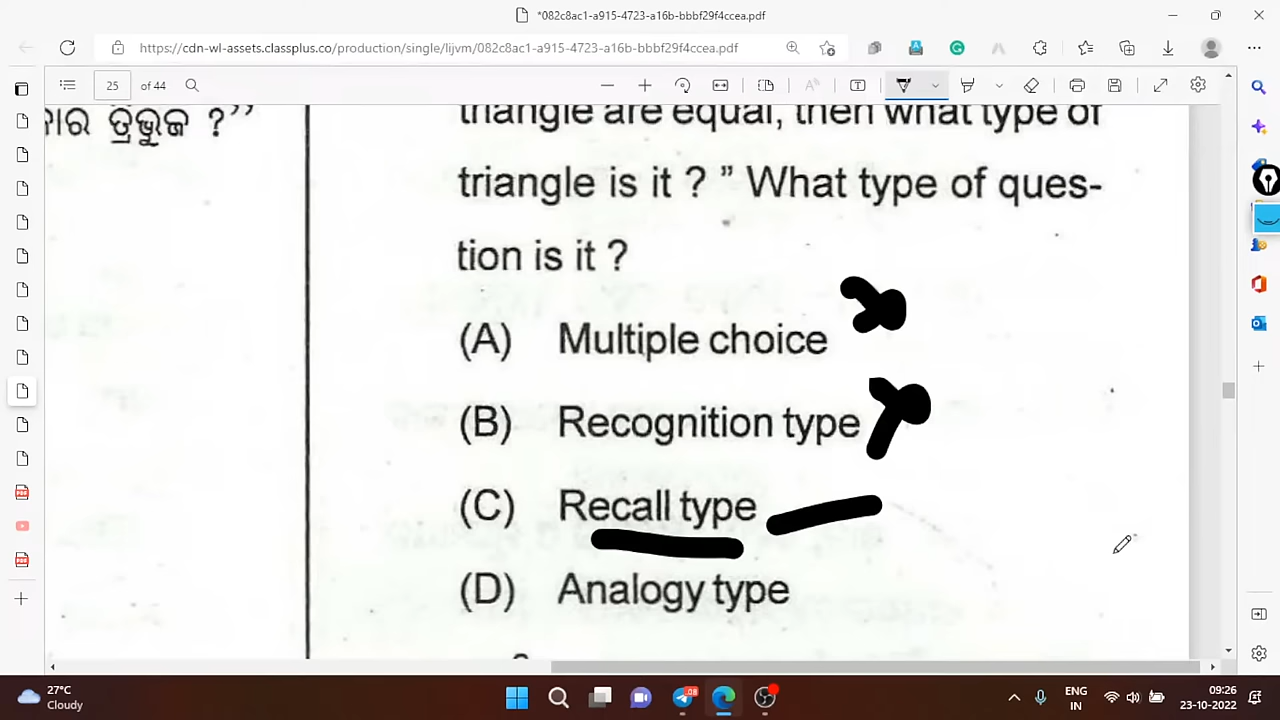 *082c8ac1-a915-4723-a16b-bbbf29f4ccea.pdf
https://cdn-wl-assets.classplus.co/production/single/lijvm/082c8ac1-a915-4723-a16b-bbbf29f4ccea.pdf
25 of 44
ତ୍ରିଭୁଜ ?”
triangle are equal, then what type of
triangle is it ? ” What type of ques-
tion is it ?
(A) Multiple choice
(B) Recognition type
(C) Recall type
(D) Analogy type
27°C
Cloudy
.08
ENG
IN
09:26
23-10-2022